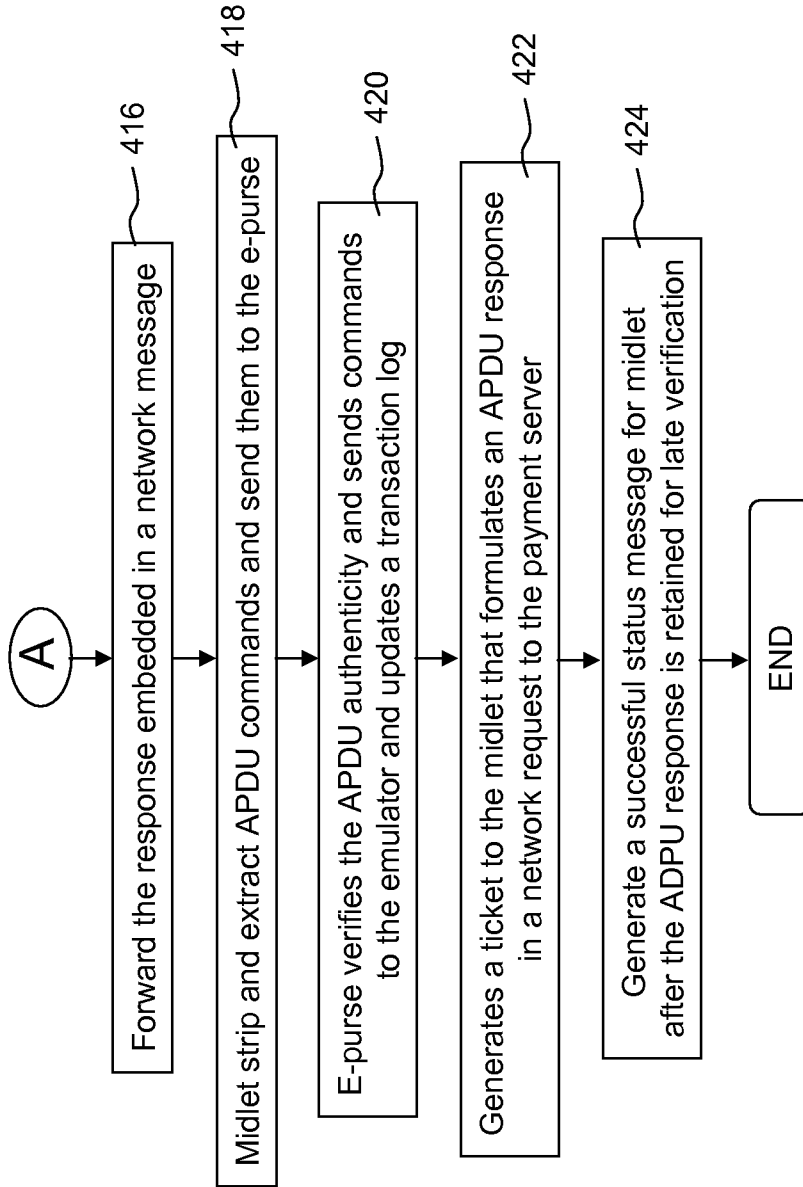 A
Forward the response embedded in a network message
416
Midlet strip and extract APDU commands and send them to the e-purse
418
E-purse verifies the APDU authenticity and sends commands
to the emulator and updates a transaction log
420
Generates a ticket to the midlet that formulates an APDU response
in a network request to the payment server
422
Generate a successful status message for midlet
after the ADPU response is retained for late verification
424
END